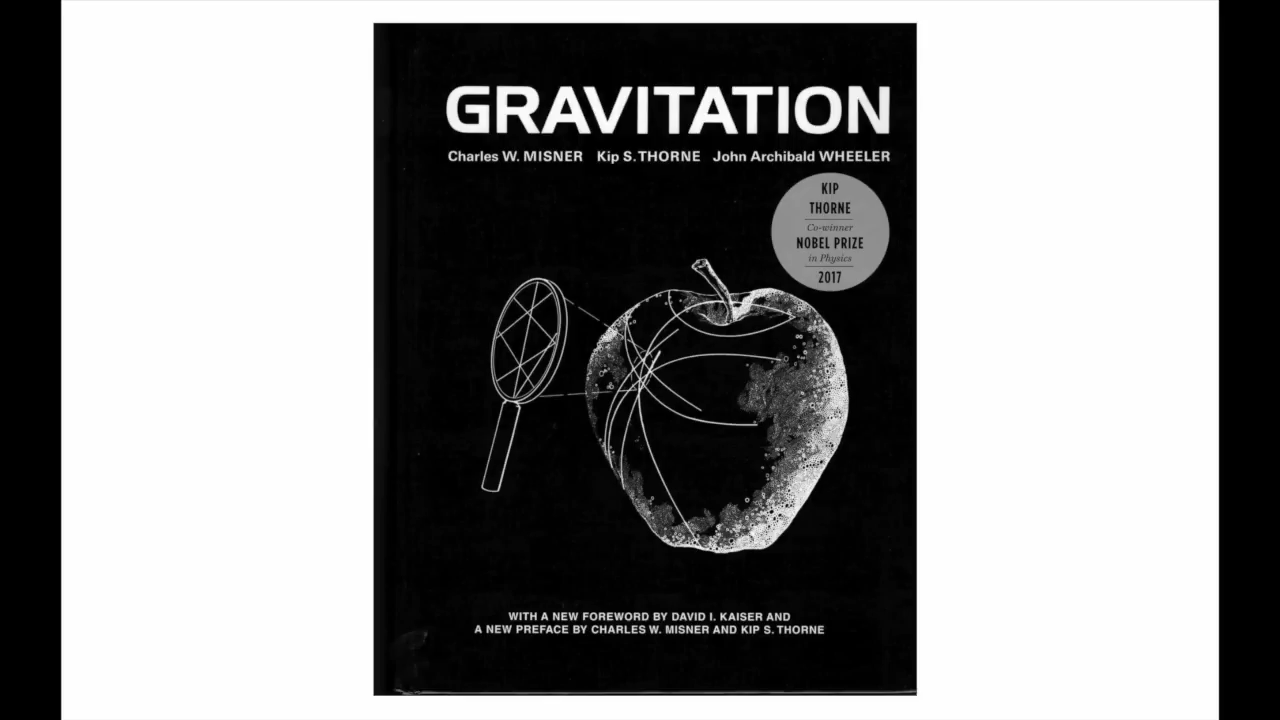 GRAVITATION
Charles W. MISNER Kip S. THORNE John Archibald WHEELER
KIP
THORNE
Co-winner
NOBEL PRIZE
in Physics
2017
WITH A NEW FOREWORD BY DAVID I. KAISER AND
A NEW PREFACE BY CHARLES W. MISNER AND KIP S. THORNE